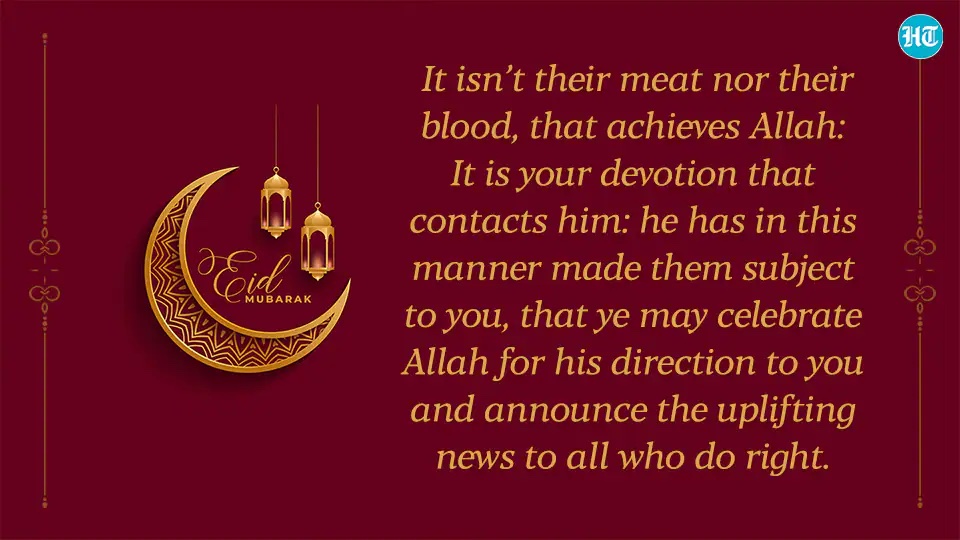 HT
It isn’t their meat nor their
blood, that achieves Allah:
It is your devotion that
contacts him: he has in this
manner made them subject
to you, that ye may celebrate
Allah for his direction to you
and announce the uplifting
news to all who do right.
Eid
MUBARAK